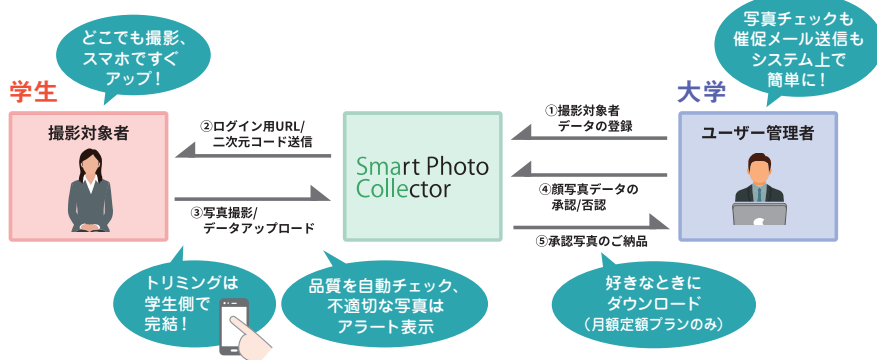 どこでも撮影、
スマホですぐ
アップ！
写真チェックも
催促メール送信も
システム上で
簡単に！
学生
大学
撮影対象者
②ログイン用URL/
二次元コード送信
③写真撮影/
データアップロード
Smart Photo
Collector
①撮影対象者
データの登録
④顔写真データの
承認/否認
⑤承認写真のご納品
ユーザー管理者
トリミングは
学生側で
完結！
品質を自動チェック、
不適切な写真は
アラート表示
好きなときに
ダウンロード
（月額定額プランのみ）